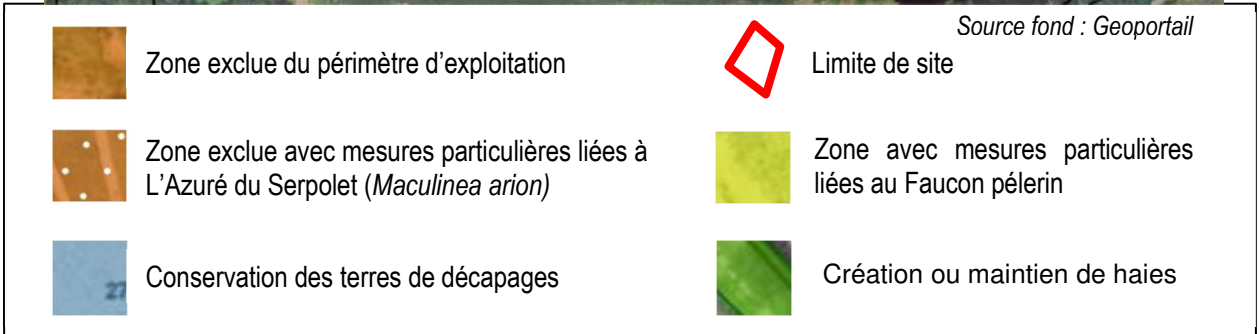 Source fond : Geoportail
Zone exclue du périmètre d'exploitation
Limite de site
Zone exclue avec mesures particulières liées à
L'Azuré du Serpolet (Maculinea arion)
Zone avec mesures particulières
liées au Faucon pélerin
27
Conservation des terres de décapages
Création ou maintien de haies